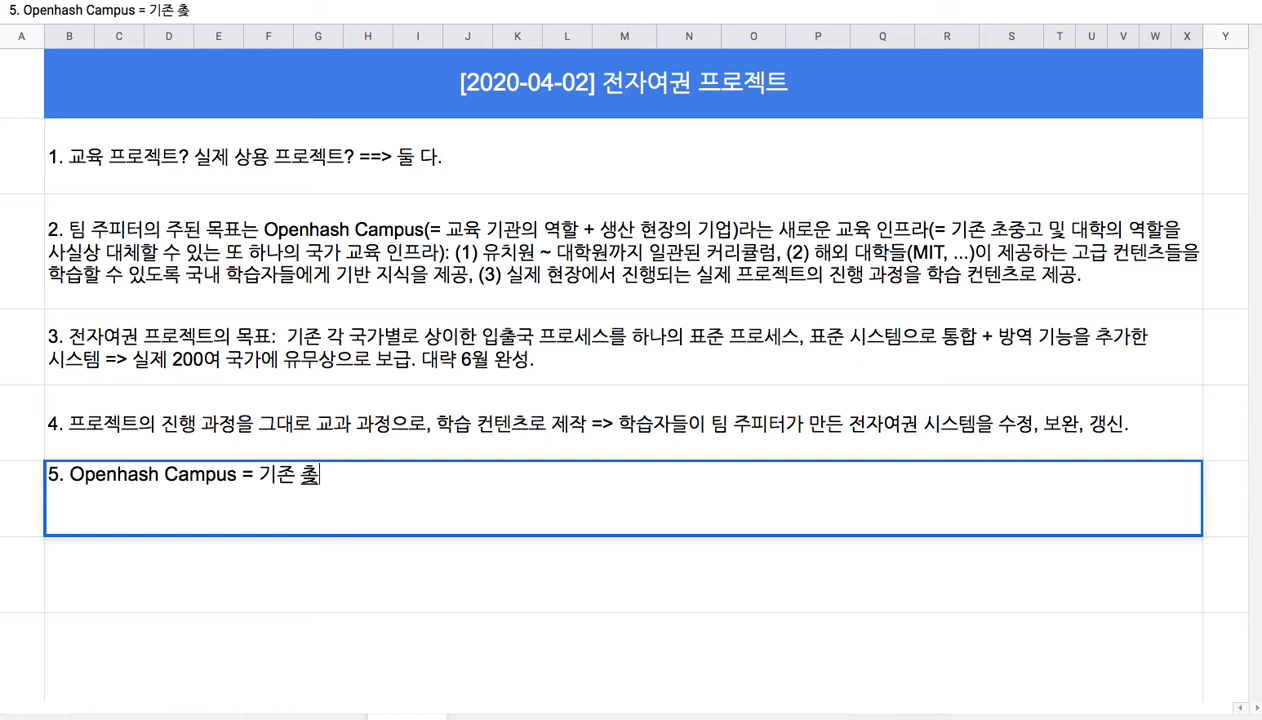 5. Openhash Campus = 기존 춫
A B C D E F G H I J K L M N O P Q R S T U V W X Y
[2020-04-02] 전자여권 프로젝트
1. 교육 프로젝트? 실제 상용 프로젝트? ==> 둘 다.
2. 팀 주피터의 주된 목표는 Openhash Campus(= 교육 기관의 역할 + 생산 현장의 기업)라는 새로운 교육 인프라(= 기존 초중고 및 대학의 역할을
사실상 대체할 수 있는 또 하나의 국가 교육 인프라): (1) 유치원 ~ 대학원까지 일관된 커리큘럼, (2) 해외 대학들(MIT, ...)이 제공하는 고급 컨텐츠들을
학습할 수 있도록 국내 학습자들에게 기반 지식을 제공, (3) 실제 현장에서 진행되는 실제 프로젝트의 진행 과정을 학습 컨텐츠로 제공.
3. 전자여권 프로젝트의 목표: 기존 각 국가별로 상이한 입출국 프로세스를 하나의 표준 프로세스, 표준 시스템으로 통합 + 방역 기능을 추가한
시스템 => 실제 200여 국가에 유무상으로 보급. 대략 6월 완성.
4. 프로젝트의 진행 과정을 그대로 교과 과정으로, 학습 컨텐츠로 제작 => 학습자들이 팀 주피터가 만든 전자여권 시스템을 수정, 보완, 갱신.
5. Openhash Campus = 기존 춫